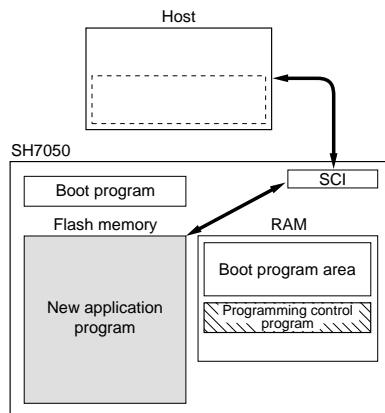 Host
SH7050
SCI
Boot program
Flash memory
RAM
Boot program area
New application
program
Programming control
program